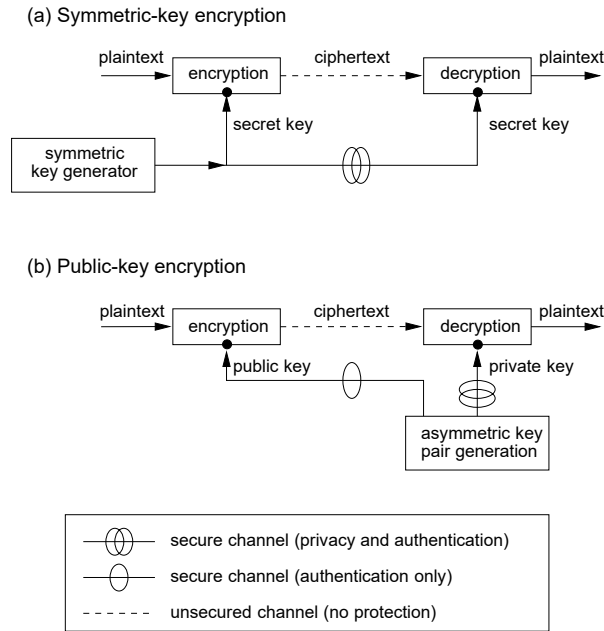 (a) Symmetric-key encryption
plaintext
encryption
ciphertext
decryption
plaintext
secret key
secret key
symmetric
key generator
(b) Public-key encryption
plaintext
encryption
ciphertext
decryption
plaintext
public key
private key
asymmetric key
pair generation
secure channel (privacy and authentication)
secure channel (authentication only)
unsecured channel (no protection)